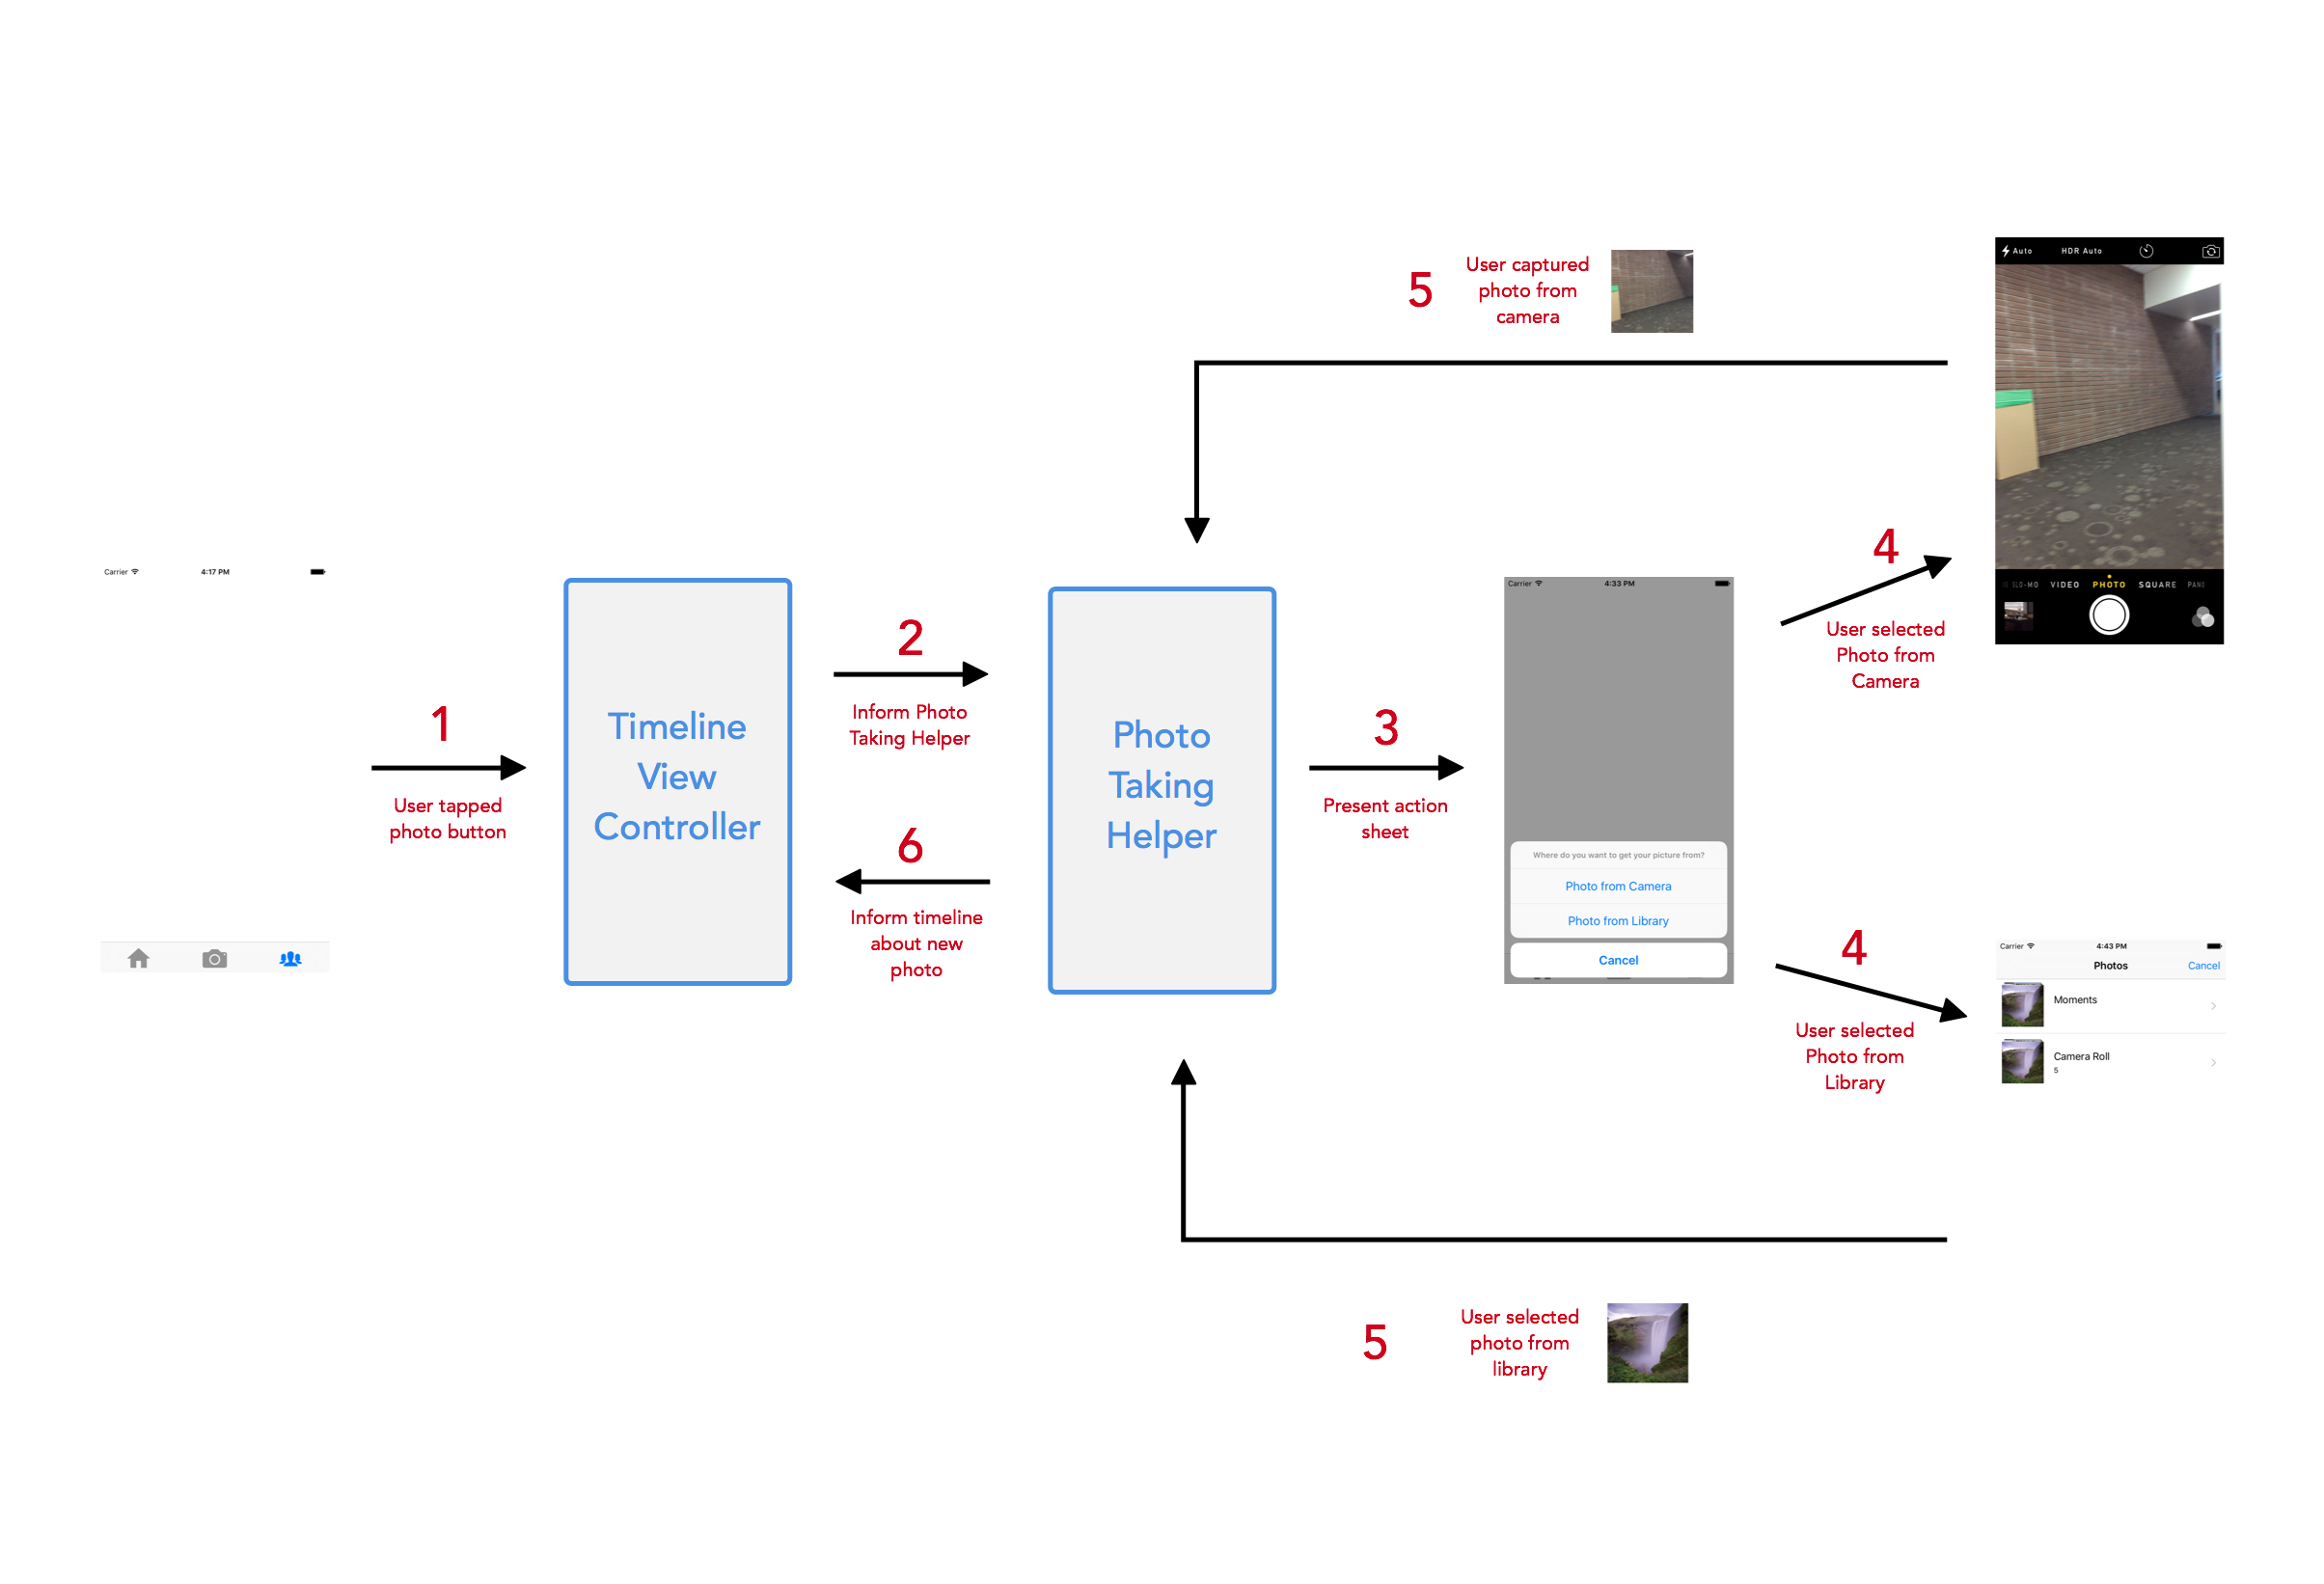 Carrier
4:17 PM
1
User tapped
photo button
Timeline
View
Controller
2
Inform Photo
Taking Helper
6
Inform timeline
about new
photo
Photo
Taking
Helper
3
Present action
sheet
Carrier
4:33 PM
Where do you want to get your picture from?
Photo from Camera
Photo from Library
Cancel
4
User selected
Photo from
Camera
Auto
HDR Auto
SLO-MO VIDEO PHOTO SQUARE PANO
5
User captured
photo from
camera
4
User selected
Photo from
Library
Carrier
4:43 PM
Photos
Cancel
Moments
Camera Roll
5
5
User selected
photo from
library